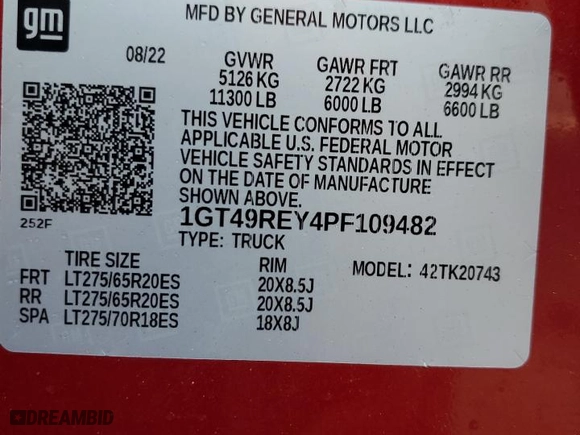 gm
MFD BY GENERAL MOTORS LLC
08/22 GVWR GAWR FRT GAWR RR
5126 KG 2722 KG 2994 KG
11300 LB 6000 LB 6600 LB
THIS VEHICLE CONFORMS TO ALL
APPLICABLE U.S. FEDERAL MOTOR
VEHICLE SAFETY STANDARDS IN EFFECT
ON THE DATE OF MANUFACTURE
SHOWN ABOVE.
252F
1GT49REY4PF109482
TYPE: TRUCK
TIRE SIZE RIM MODEL: 42TK20743
FRT LT275/65R20ES 20X8.5J
RR LT275/65R20ES 20X8.5J
SPA LT275/70R18ES 18X8J
DREAMBID